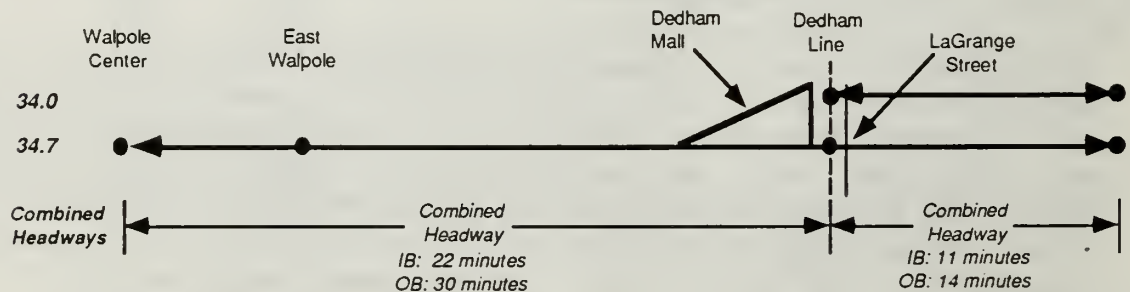 Walpole
Center
East
Walpole
Dedham
Mall
Dedham
Line
LaGrange
Street
34.0
34.7
Combined
Headways
Combined
Headway
IB: 22 minutes
OB: 30 minutes
Combined
Headway
IB: 11 minutes
OB: 14 minutes